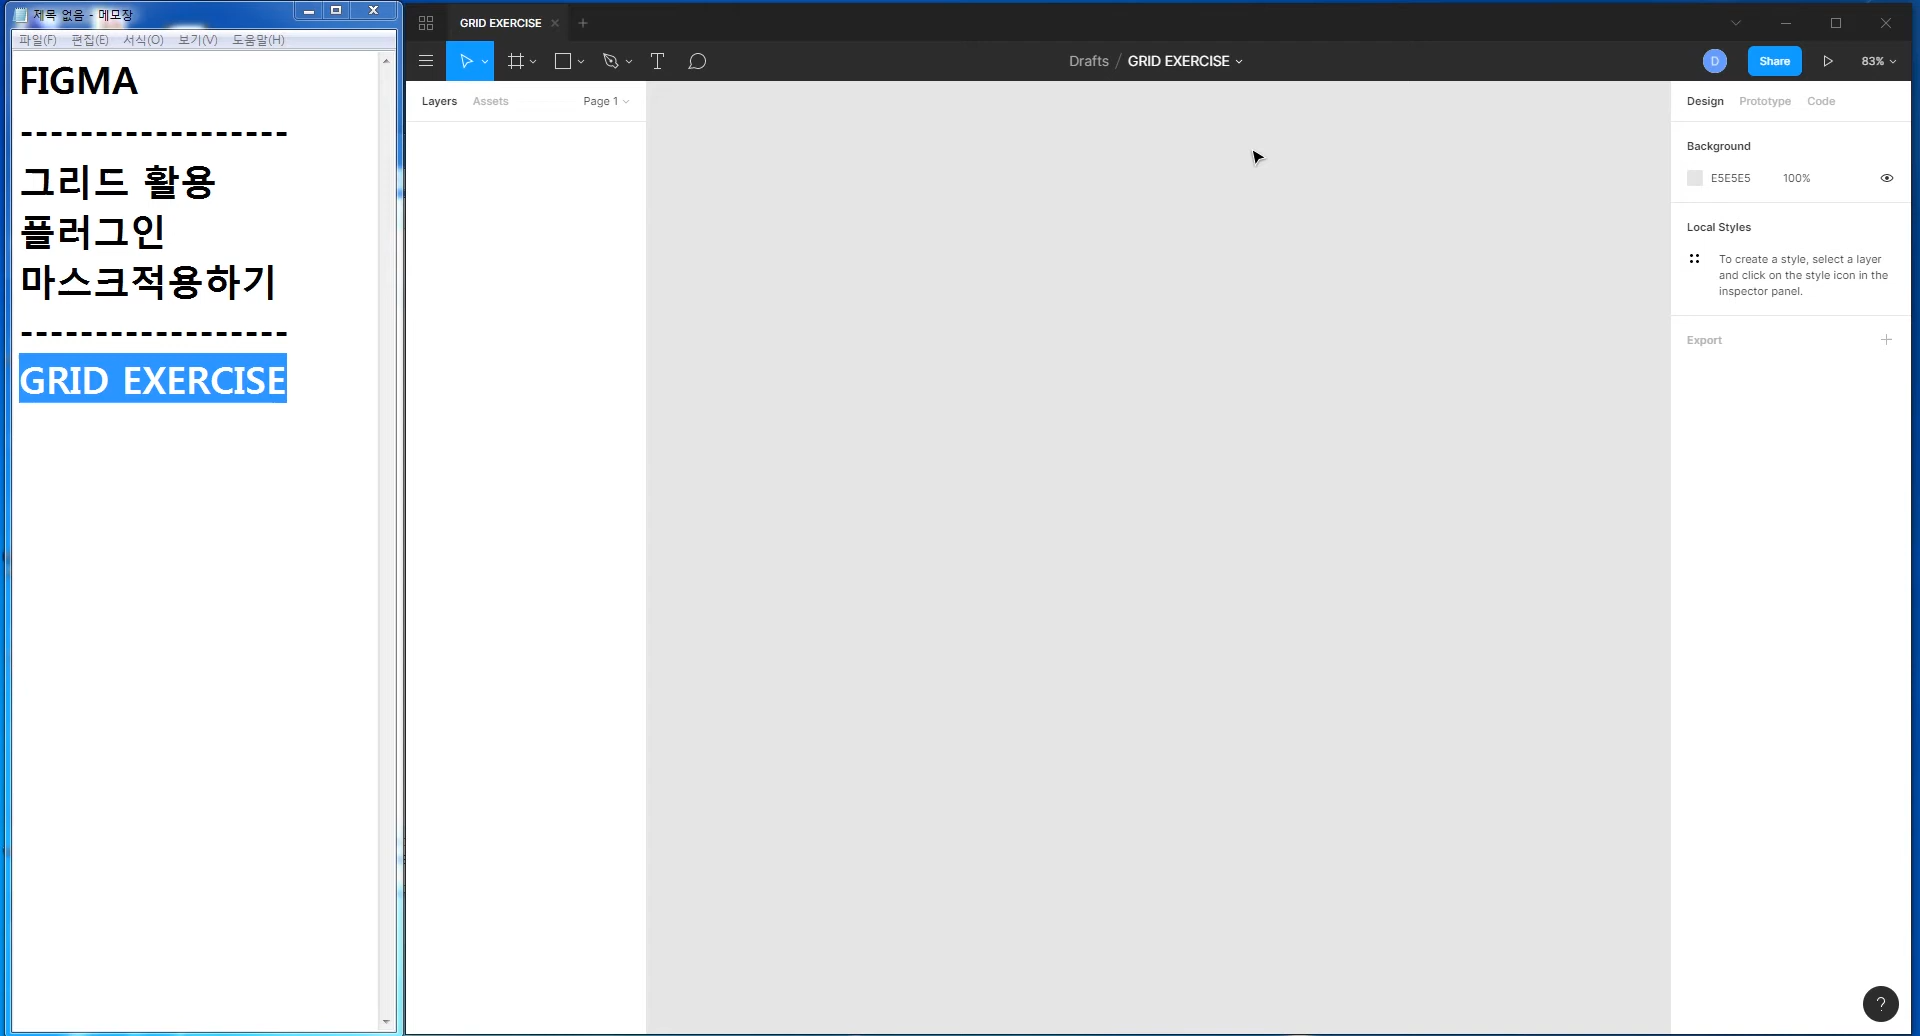 제목 없음 - 메모장
파일(F) 편집(E) 서식(O) 보기(V) 도움말(H)
FIGMA
------------------
그리드 활용
플러그인
마스크적용하기
------------------
GRID EXERCISE
GRID EXERCISE
Drafts / GRID EXERCISE
D
Share
83%
Layers Assets Page 1
Design Prototype Code
Background
E5E5E5 100%
Local Styles
To create a style, select a layer
and click on the style icon in the
inspector panel.
Export
?